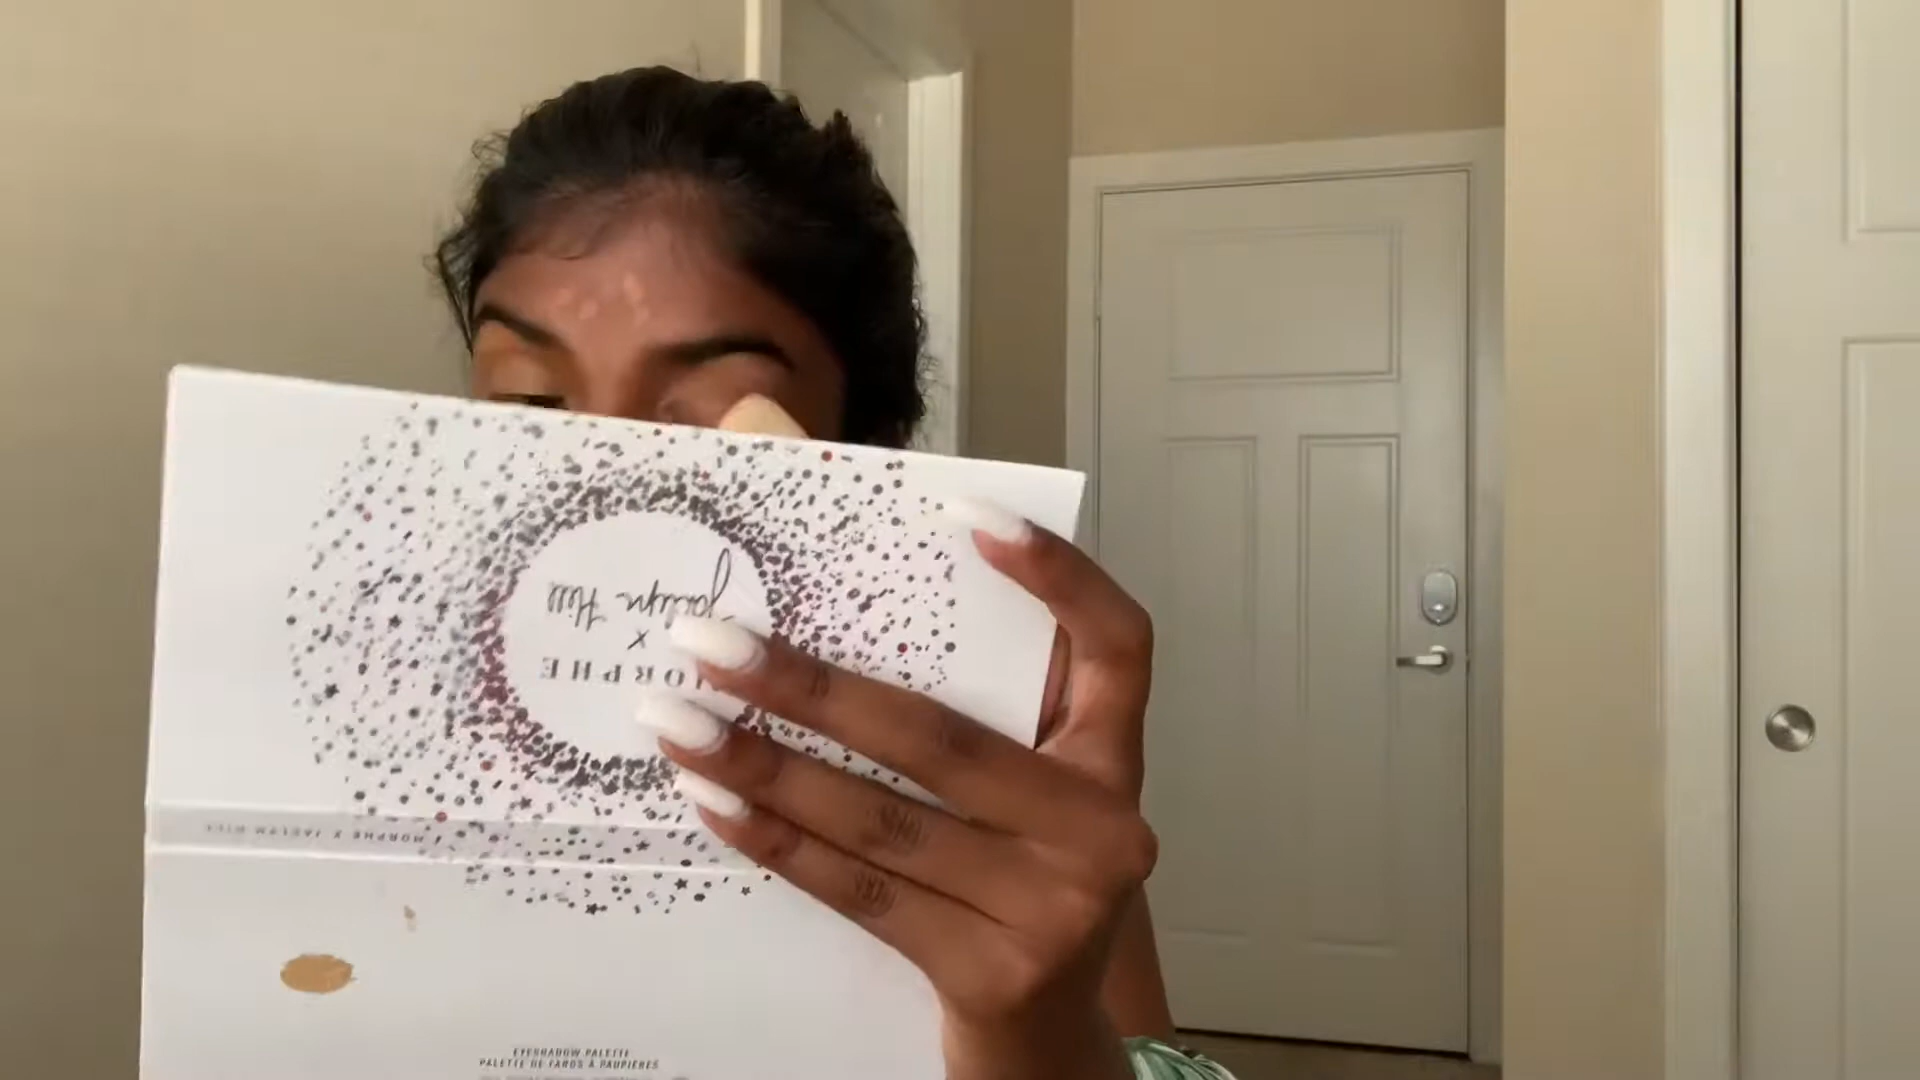 Jaclyn Hill
X
MORPHE
MORPHE X JACLYN HILL
EYESHADOW PALETTE
PALETTE DE FARDS À PAUPIÈRES